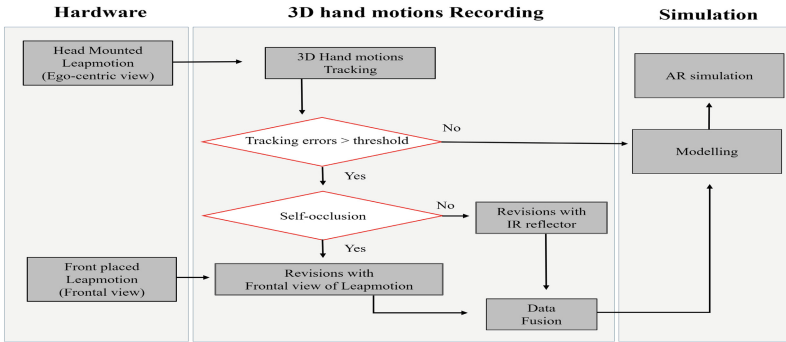 Hardware
3D hand motions Recording
Simulation
Head Mounted
Leapmotion
(Ego-centric view)
3D Hand motions
Tracking
AR simulation
Tracking errors > threshold
No
Modelling
Yes
Self-occlusion
No
Revisions with
IR reflector
Yes
Front placed
Leapmotion
(Frontal view)
Revisions with
Frontal view of Leapmotion
Data
Fusion